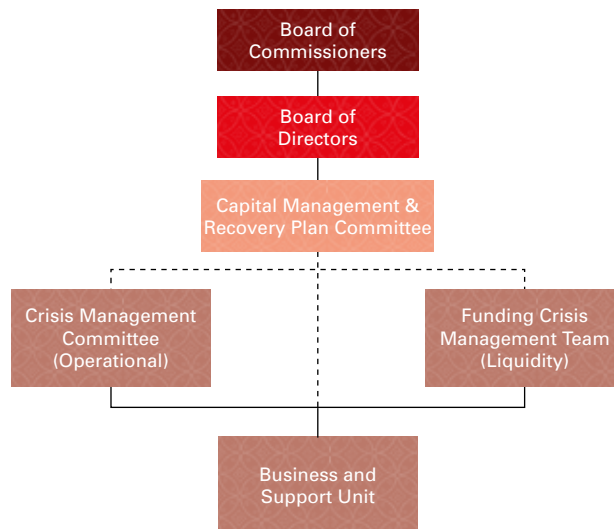 Board of
Commissioners
Board of
Directors
Capital Management &
Recovery Plan Committee
Crisis Management
Committee
(Operational)
Funding Crisis
Management Team
(Liquidity)
Business and
Support Unit